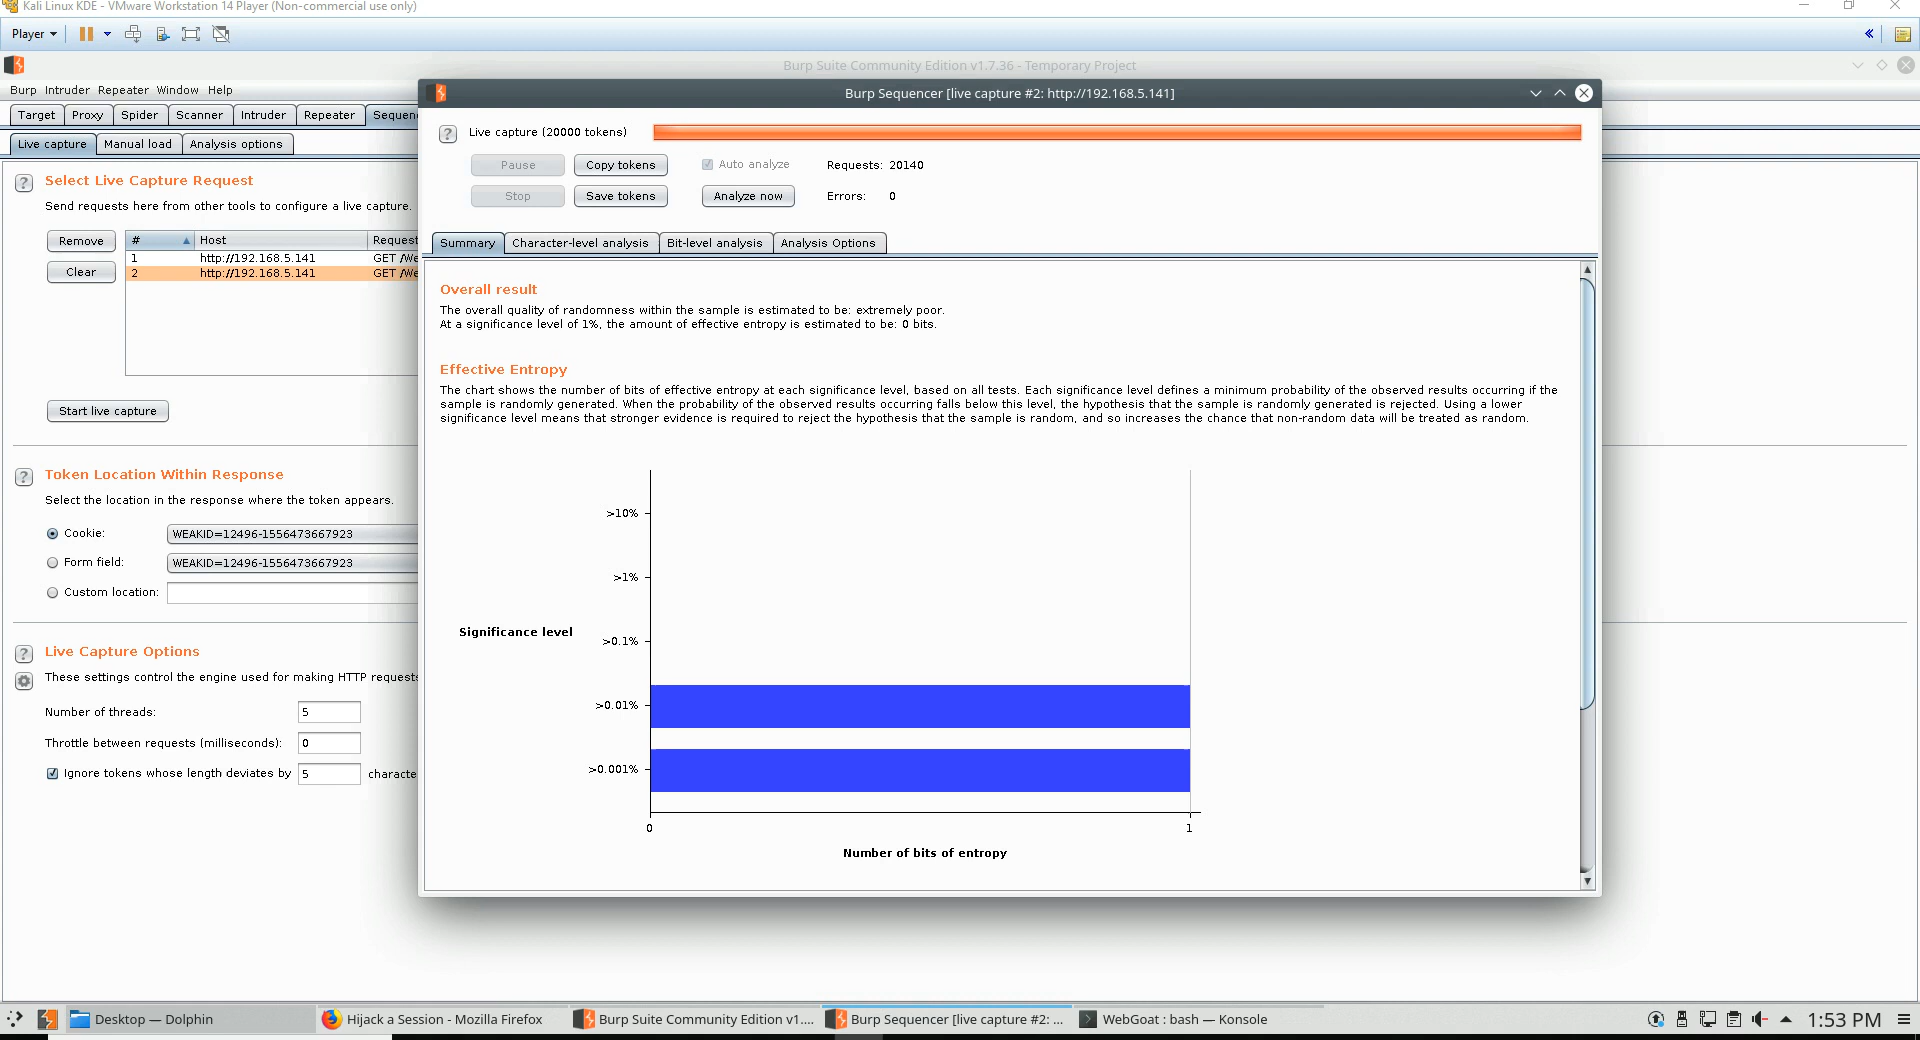 Kali Linux KDE - VMware Workstation 14 Player (Non-commercial use only)
Player
Burp Suite Community Edition v1.7.36 - Temporary Project
Burp Intruder Repeater Window Help
Target Proxy Spider Scanner Intruder Repeater Sequen
Live capture Manual load Analysis options
? Select Live Capture Request
Send requests here from other tools to configure a live capture.
Remove
Clear
# Host Request
1 http://192.168.5.141 GET /We
2 http://192.168.5.141 GET /We
Start live capture
? Token Location Within Response
Select the location in the response where the token appears.
Cookie: WEAKID=12496-1556473667923
Form field: WEAKID=12496-1556473667923
Custom location:
? Live Capture Options
These settings control the engine used for making HTTP requests
Number of threads: 5
Throttle between requests (milliseconds): 0
Ignore tokens whose length deviates by 5 characte
Burp Sequencer [live capture #2: http://192.168.5.141]
? Live capture (20000 tokens)
Pause Copy tokens Auto analyze Requests: 20140
Stop Save tokens Analyze now Errors: 0
Summary Character-level analysis Bit-level analysis Analysis Options
Overall result
The overall quality of randomness within the sample is estimated to be: extremely poor.
At a significance level of 1%, the amount of effective entropy is estimated to be: 0 bits.
Effective Entropy
The chart shows the number of bits of effective entropy at each significance level, based on all tests. Each significance level defines a minimum probability of the observed results occurring if the
sample is randomly generated. When the probability of the observed results occurring falls below this level, the hypothesis that the sample is randomly generated is rejected. Using a lower
significance level means that stronger evidence is required to reject the hypothesis that the sample is random, and so increases the chance that non-random data will be treated as random.
>10%
>1%
Significance level
>0.1%
>0.01%
>0.001%
0 1
Number of bits of entropy
Desktop — Dolphin
Hijack a Session - Mozilla Firefox
Burp Suite Community Edition v1....
Burp Sequencer [live capture #2: ...
WebGoat : bash — Konsole
1:53 PM